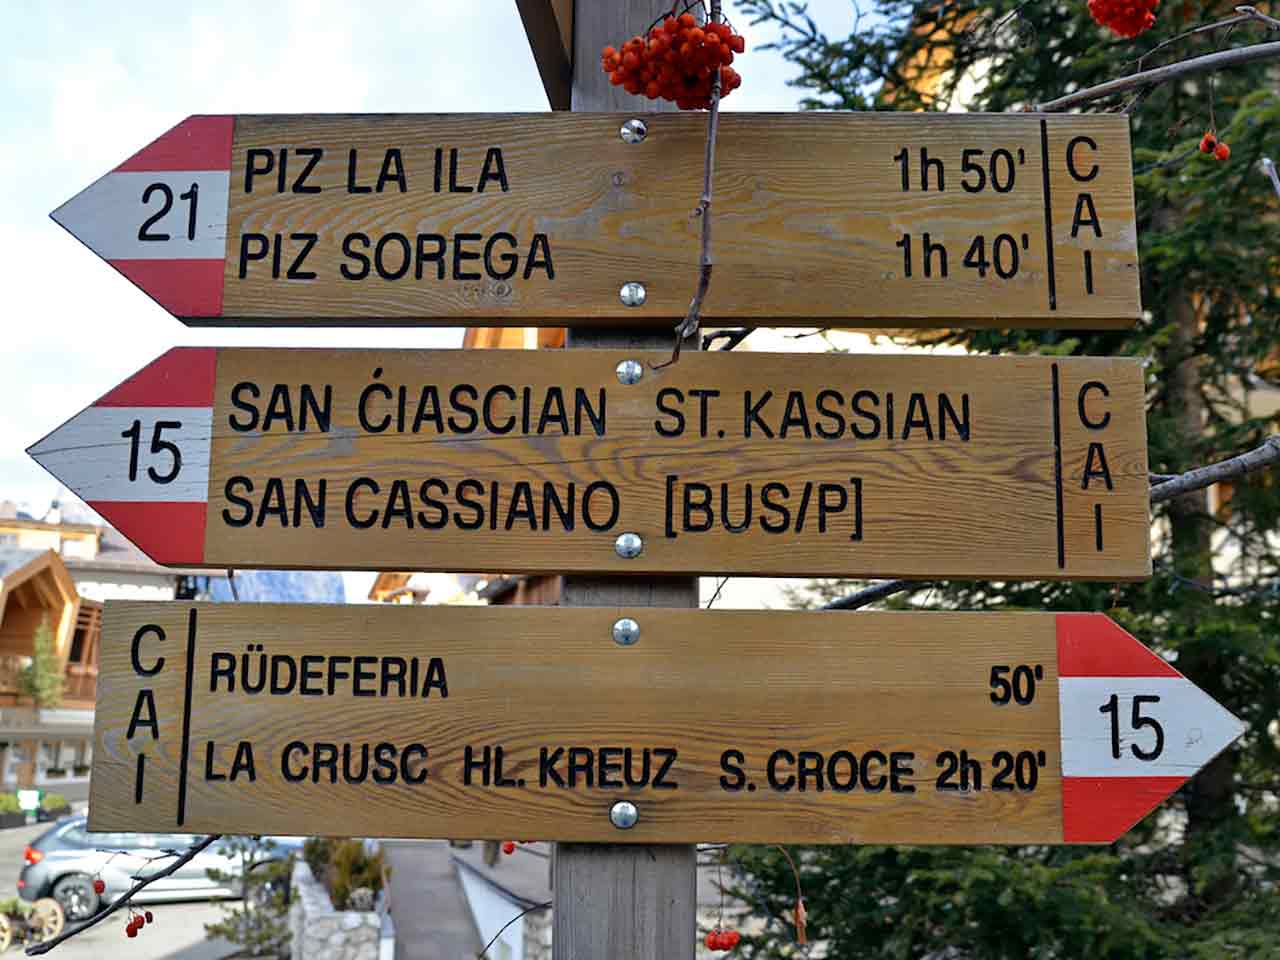 21 PIZ LA ILA 1h 50' CAI
PIZ SOREGA 1h 40'
15 SAN ĆIASCIAN ST. KASSIAN CAI
SAN CASSIANO [BUS/P]
CAI RÜDEFERIA 50' 15
LA CRUSC HL. KREUZ S. CROCE 2h 20'